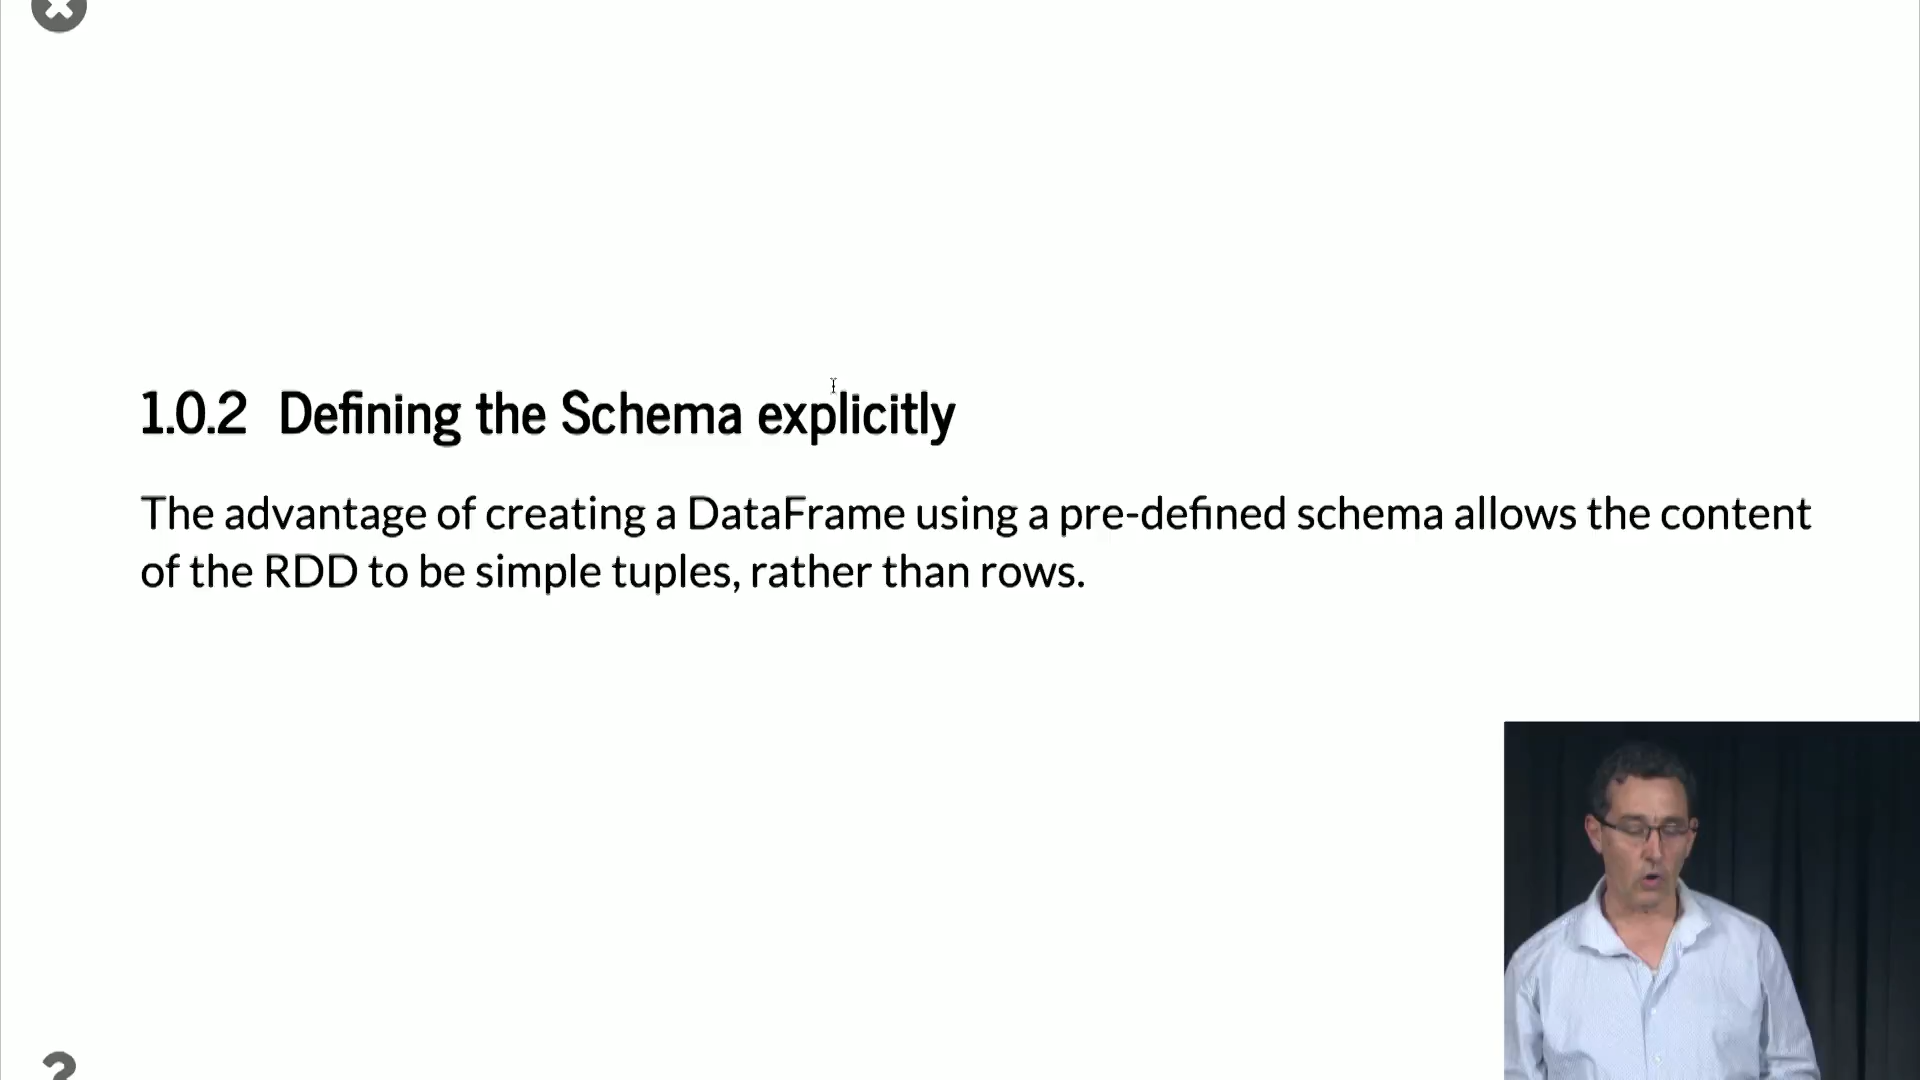 1.0.2 Defining the Schema explicitly
The advantage of creating a DataFrame using a pre-defined schema allows the content
of the RDD to be simple tuples, rather than rows.
?